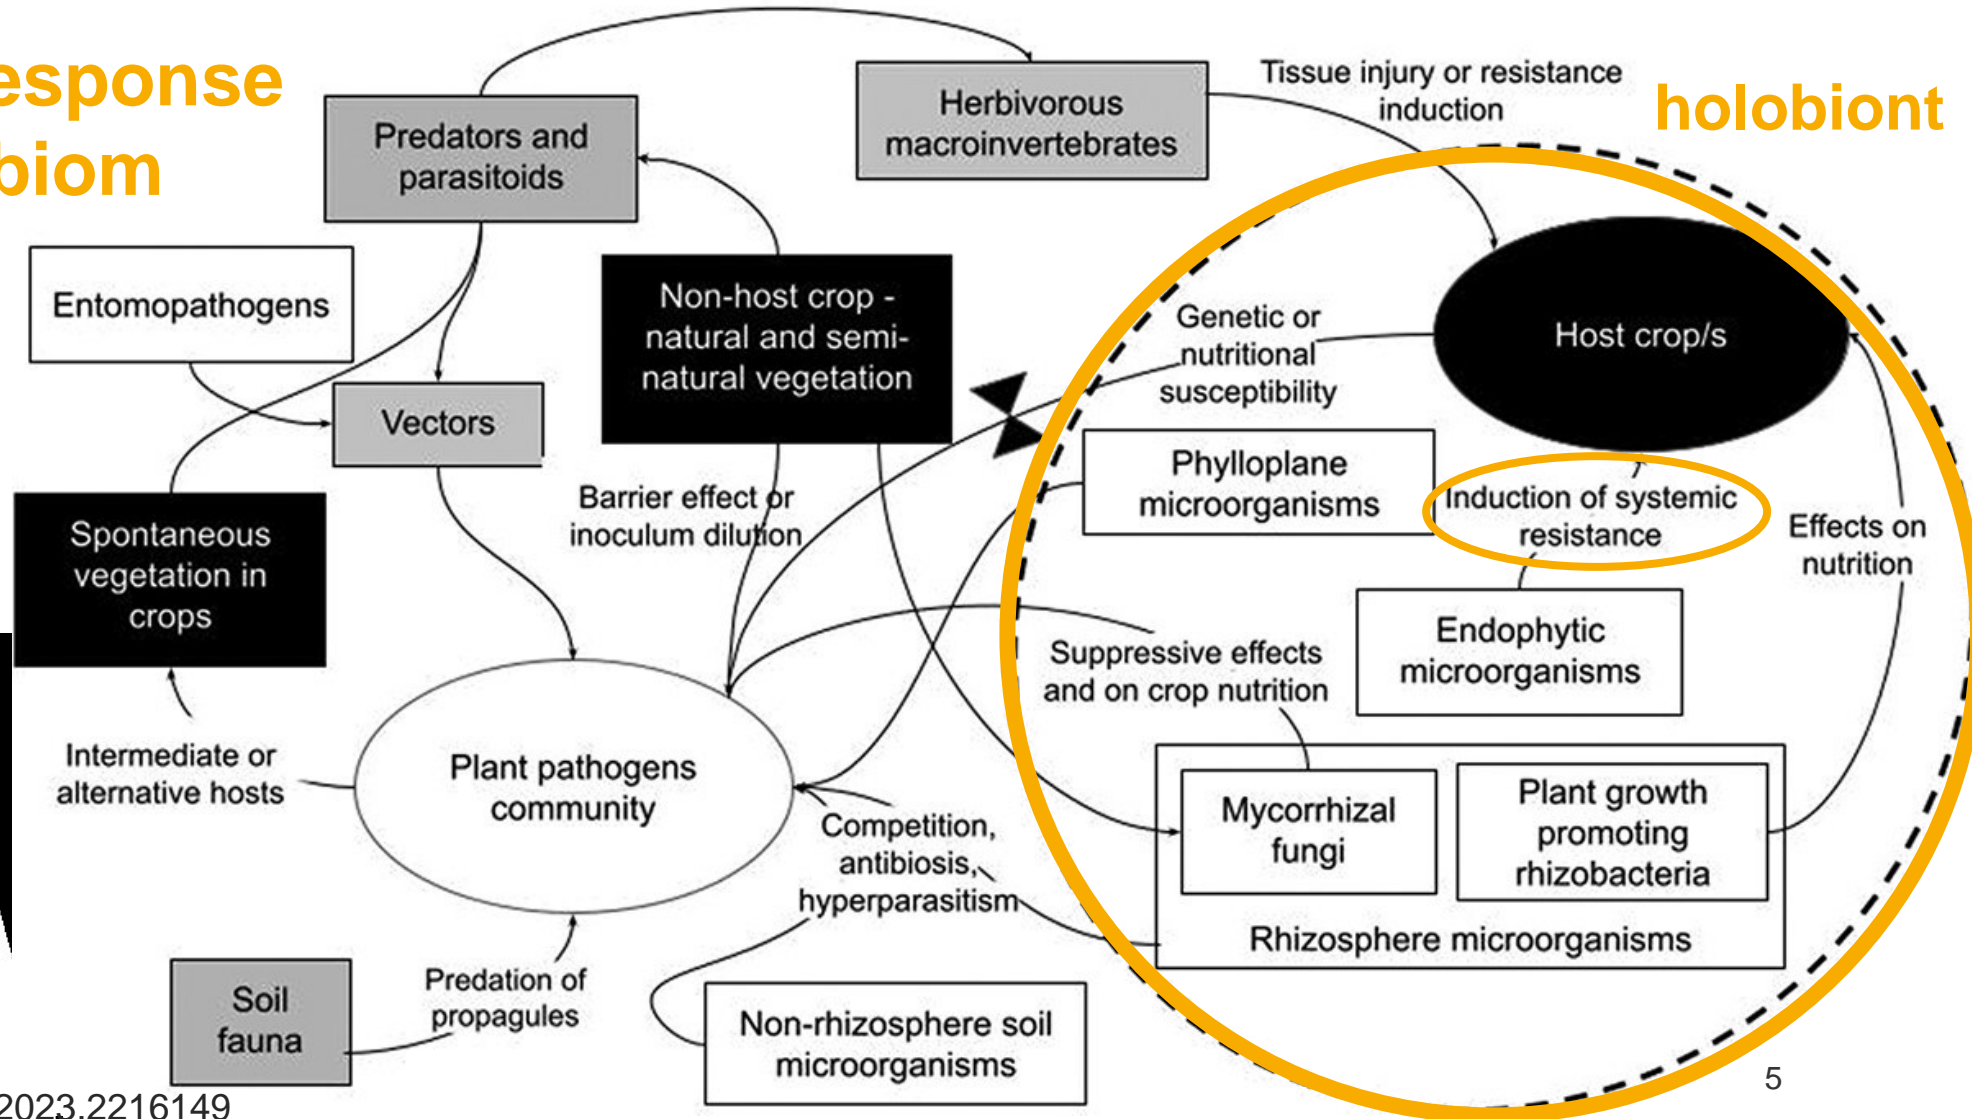 esponse
biom
holobiont
Predators and
parasitoids
Herbivorous
macroinvertebrates
Tissue injury or resistance
induction
Entomopathogens
Non-host crop -
natural and semi-
natural vegetation
Genetic or
nutritional
susceptibility
Host crop/s
Vectors
Phylloplane
microorganisms
Induction of systemic
resistance
Effects on
nutrition
Barrier effect or
inoculum dilution
Spontaneous
vegetation in
crops
Endophytic
microorganisms
Suppressive effects
and on crop nutrition
Intermediate or
alternative hosts
Plant pathogens
community
Competition,
antibiosis,
hyperparasitism
Mycorrhizal
fungi
Plant growth
promoting
rhizobacteria
Rhizosphere microorganisms
Soil
fauna
Predation of
propagules
Non-rhizosphere soil
microorganisms
5
2023.2216149